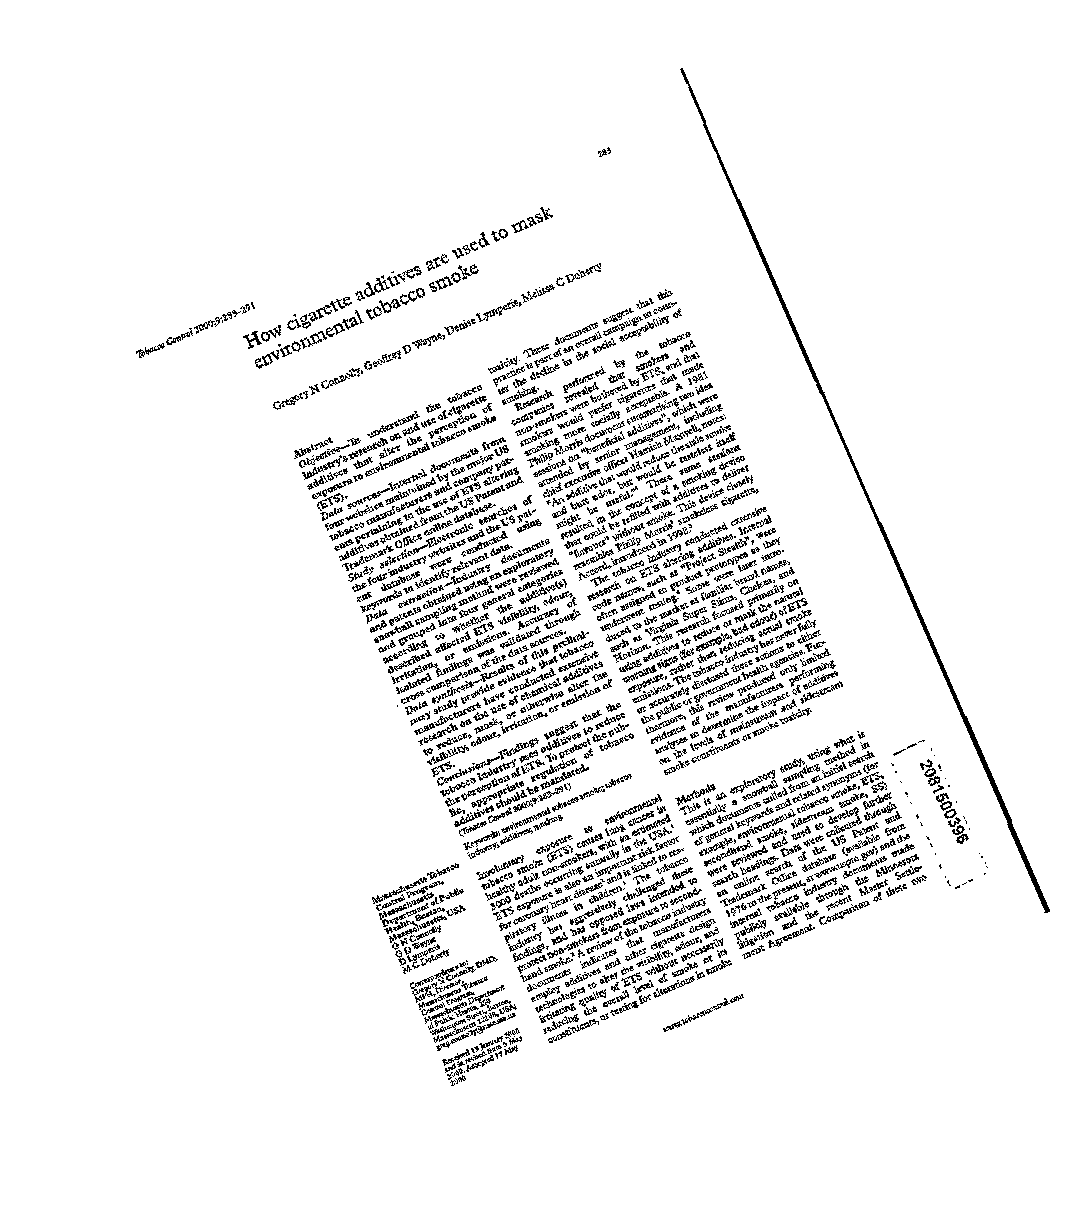 Tobacco Control 2000;9:283–291
283
How cigarette additives are used to mask
environmental tobacco smoke
Gregory N Connolly, Geoffrey D Wayne, Denise Lymperis, Melissa C Doherty
Abstract
Objective—To understand the tobacco
industry's research on and use of cigarette
additives that alter the perception of
exposure to environmental tobacco smoke
(ETS).
Data sources—Internal documents from
four websites maintained by the major US
tobacco manufacturers and company pat-
ents pertaining to the use of ETS altering
additives obtained from the US Patent and
Trademark Office online database.
Study selection—Electronic searches of
the four industry websites and the US pat-
ent database were conducted using
keywords to identify relevant data.
Data extraction—Industry documents
and patents obtained using an exploratory
snowball sampling method were reviewed
and grouped into four general categories
according to whether the additive(s)
described affected ETS visibility, odour,
irritation, or emissions. Accuracy of
isolated findings was validated through
cross comparison of the data sources.
Data synthesis—Results of this prelimi-
nary study provide evidence that tobacco
manufacturers have conducted extensive
research on the use of chemical additives
to reduce, mask, or otherwise alter the
visibility, odour, irritation, or emission of
ETS.
Conclusions—Findings suggest that the
tobacco industry uses additives to reduce
the perception of ETS. To protect the pub-
lic, appropriate regulation of tobacco
additives should be mandated.
(Tobacco Control 2000;9:283–291)
Keywords: environmental tobacco smoke; tobacco
industry; additives; masking
Massachusetts Tobacco
Control Program,
Massachusetts
Department of Public
Health, Boston,
Massachusetts, USA
G N Connolly
G D Wayne
D Lymperis
M C Doherty
Correspondence to:
Gregory N Connolly, DMD,
MPH, Director,
Massachusetts Tobacco
Control Program,
Massachusetts Department
of Public Health, 250
Washington Street, Boston,
Massachusetts 02108, USA
Received 18 January 2000
and in revised form 5 May
2000. Accepted 17 May
2000
Involuntary exposure to environmental
tobacco smoke (ETS) causes lung cancer in
healthy adult non-smokers, with an estimated
3000 deaths occurring annually in the USA.
ETS exposure is also an important risk factor
for coronary heart disease and is linked to res-
piratory illness in children. The tobacco
industry has aggressively challenged these
findings, and has opposed laws intended to
protect non-smokers from exposure to second-
hand smoke. A review of the tobacco industry
documents indicates that manufacturers
employ additives and other cigarette design
technologies to alter the visibility, odour, and
irritating quality of ETS without necessarily
reducing the overall level of smoke or its
constituents, or testing for alterations in smoke
toxicity. These documents suggest that this
practice is part of an overall campaign to coun-
ter the decline in the social acceptability of
smoking.
Research performed by the tobacco
companies revealed that smokers and
non-smokers were bothered by ETS, and that
smokers would prefer cigarettes that made
smoking more socially acceptable. A 1981
Philip Morris document summarising two idea
sessions on "beneficial additives", which were
attended by senior management, including
chief executive officer Hamish Maxwell, notes:
"An additive that would reduce the side smoke
and butt odor, but would be tasteless itself
might be useful." These same sessions
resulted in the concept of a smoking device
that could be refilled with additives to deliver
"flavours" without smoke. This device closely
resembles Philip Morris' smokeless cigarette,
Accord, introduced in 1998.
The tobacco industry conducted extensive
research on ETS altering additives. Internal
code names, such as "Project Stealth", were
often assigned to product prototypes as they
underwent testing. Some were later intro-
duced to the market as familiar brand names,
such as Virginia Super Slims, Chelsea, and
Horizon. This research focused primarily on
using additives to reduce or mask the natural
warning signs (for example, bad odour) of ETS
exposure, rather than reducing actual smoke
emissions. The tobacco industry has never fully
or accurately disclosed these actions to either
the public or government health agencies. Fur-
thermore, this review produced only limited
evidence of the manufacturers performing
analyses to determine the impact of additives
on the levels of mainstream and sidestream
smoke constituents or smoke toxicity.
Methods
This is an exploratory study, using what is
essentially a snowball sampling method in
which documents culled from an initial search
of general keywords and related synonyms (for
example, environmental tobacco smoke, ETS,
secondhand smoke, sidestream smoke, SS)
were reviewed and used to develop further
search headings. Data were collected through
an online search of the US Patent and
Trademark Office database (available from
1976 to the present, at www.uspto.gov) and the
internal tobacco industry documents made
publicly available through the Minnesota
litigation and the recent Master Settle-
ment Agreement. Comparison of these two
www.tobaccocontrol.com
2081500396